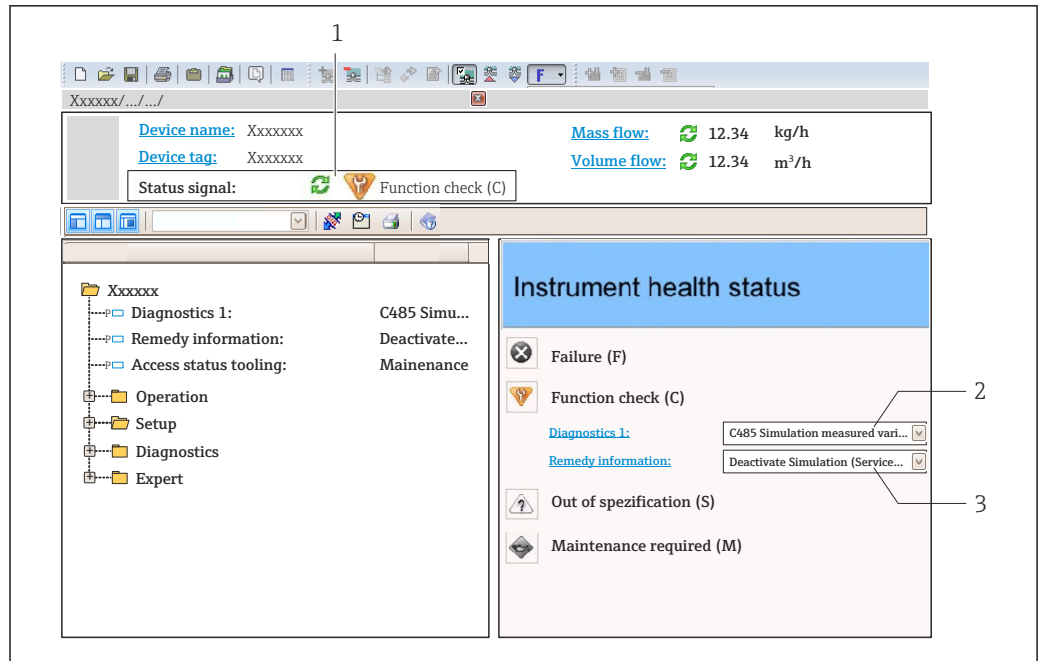 1
F
Xxxxxx/.../.../
Device name: Xxxxxxx
Mass flow: 12.34 kg/h
Device tag: Xxxxxxx
Volume flow: 12.34 m³/h
Status signal: Function check (C)
Instrument health status
Xxxxxx
Diagnostics 1: C485 Simu...
Remedy information: Deactivate...
Access status tooling: Mainenance
Operation
Setup
Diagnostics
Expert
Failure (F)
Function check (C)
2
Diagnostics 1: C485 Simulation measured vari...
Remedy information: Deactivate Simulation (Service...
3
Out of spezification (S)
Maintenance required (M)